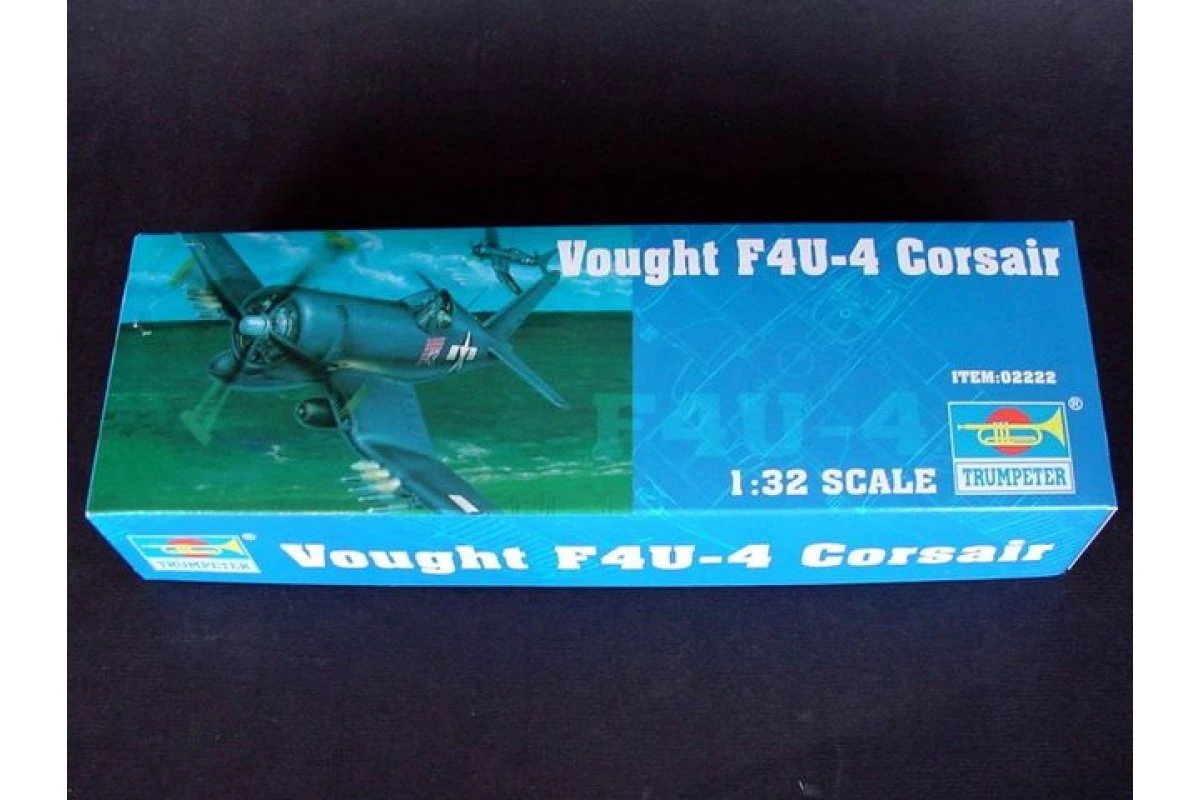 Vought F4U-4 Corsair
ITEM:02222
F4U-4
®
1:32 SCALE
TRUMPETER
TRUMPETER
Vought F4U-4 Corsair